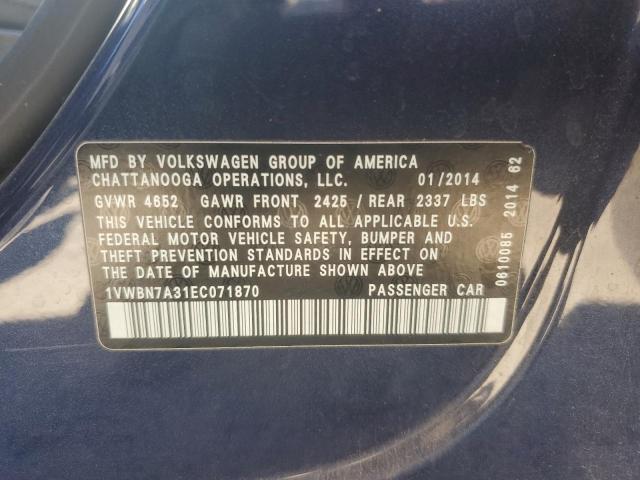 MFD BY VOLKSWAGEN GROUP OF AMERICA
CHATTANOOGA OPERATIONS, LLC. 01/2014
GVWR 4652 GAWR FRONT 2425 / REAR 2337 LBS
THIS VEHICLE CONFORMS TO ALL APPLICABLE U.S.
FEDERAL MOTOR VEHICLE SAFETY, BUMPER AND
THEFT PREVENTION STANDARDS IN EFFECT ON
THE DATE OF MANUFACTURE SHOWN ABOVE
1VWBN7A31EC071870 PASSENGER CAR
0610085 2014 62